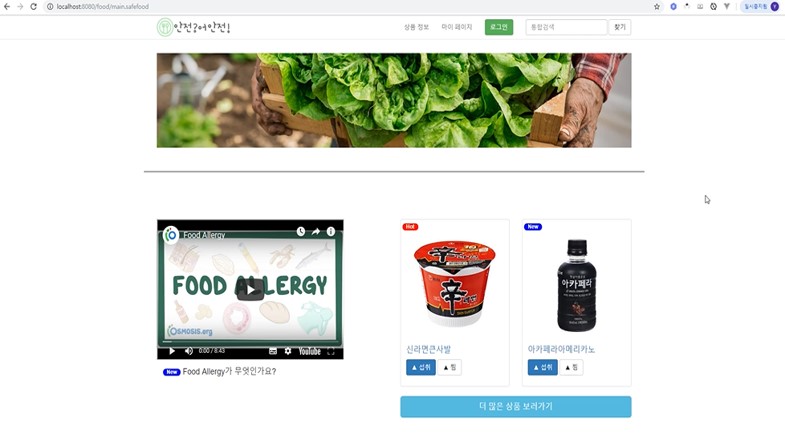 localhost:8080/food/main.safefood
일시중지됨
안전?어안전!
상품 정보
마이 페이지
로그인
통합검색
찾기
Food Allergy
FOOD ALLERGY
OSMOSIS.org
0:00 / 8:43
YouTube
New Food Allergy가 무엇인가요?
Hot
辛
신라면큰사발
▲ 섭취
▲ 찜
New
아카페라
아카페라아메리카노
▲ 섭취
▲ 찜
더 많은 상품 보러가기